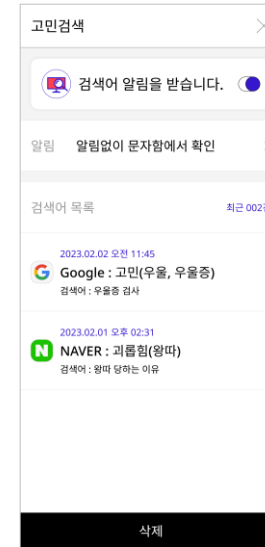 고민검색
검색어 알림을 받습니다.
알림 알림없이 문자함에서 확인
검색어 목록 최근 002
2023.02.02 오전 11:45
Google : 고민(우울, 우울증)
검색어 : 우울증 검사
2023.02.01 오후 02:31
N NAVER : 괴롭힘(왕따)
검색어 : 왕따 당하는 이유
삭제